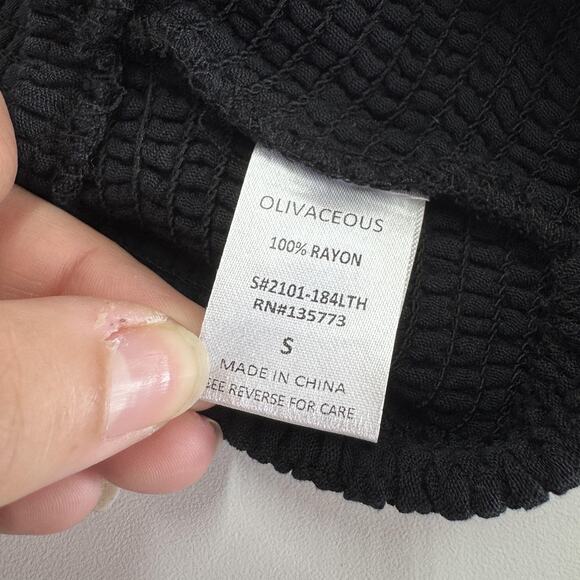 OLIVACEOUS
100% RAYON
S#2101-184LTH
RN#135773
S
MADE IN CHINA
SEE REVERSE FOR CARE